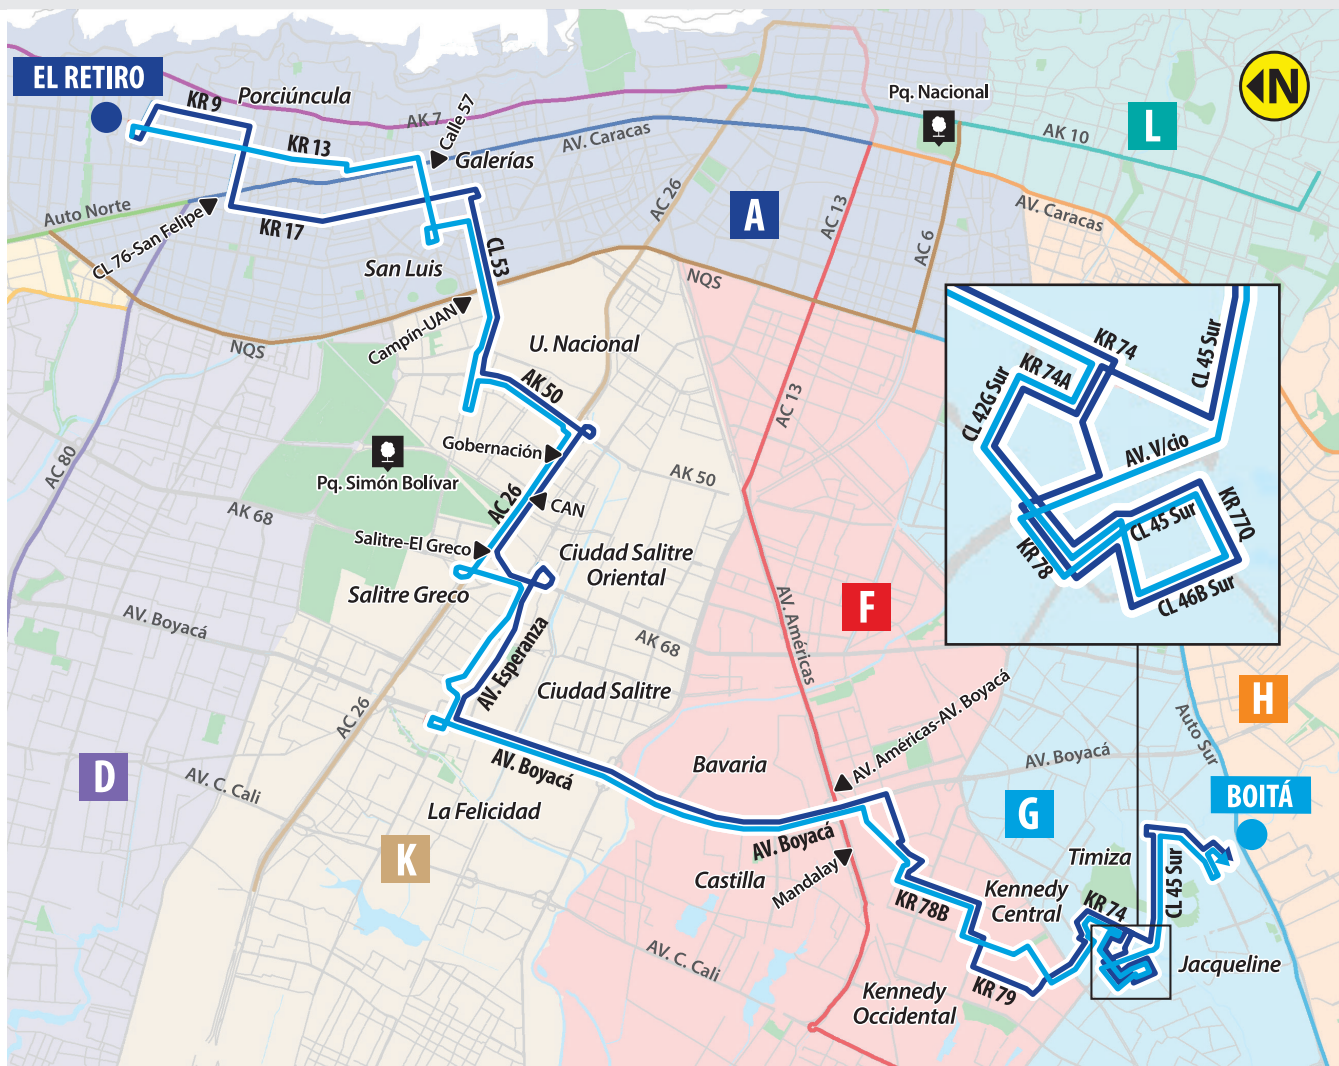 EL RETIRO
KR 9
Porciúncula
AK 7
Calle 57
KR 13
Galerías
AV. Caracas
Pq. Nacional
AK 10
L
N
Auto Norte
CL 76-San Felipe
KR 17
AC 26
A
AC 13
AC 6
AV. Caracas
San Luis
CL 53
NQS
NQS
Campín-UAN
U. Nacional
AK 50
AC 13
KR 74
CL 45 Sur
KR 74A
CL 42G Sur
AV. V/cio
CL 45 Sur
KR 77Q
KR 78
CL 46B Sur
AC 80
Pq. Simón Bolívar
Gobernación
AK 50
AK 68
AC 26
CAN
Salitre-El Greco
Ciudad Salitre
Oriental
Salitre Greco
AV. Américas
F
AV. Boyacá
AV. Esperanza
AK 68
Ciudad Salitre
AC 26
H
Auto Sur
D
AV. C. Cali
AV. Boyacá
Bavaria
AV. Américas-AV. Boyacá
AV. Boyacá
BOITÁ
La Felicidad
K
AV. Boyacá
G
Castilla
Mandalay
Timiza
KR 78B
Kennedy
Central
KR 74
CL 45 Sur
AV. C. Cali
KR 79
Jacqueline
Kennedy
Occidental